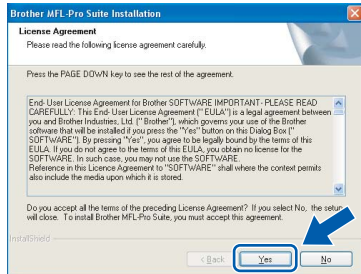 Brother MFL-Pro Suite Installation
License Agreement
Please read the following license agreement carefully.
Press the PAGE DOWN key to see the rest of the agreement.
End- User License Agreement for Brother SOFTWARE IMPORTANT- PLEASE READ
CAREFULLY: This End- User License Agreement (" EULA") is a legal agreement between
you and Brother Industries, Ltd. (" Brother"), which governs your use of the Brother
software that will be installed if you press the "Yes" button on this Dialog Box ("
SOFTWARE"). By pressing "Yes", you agree to be legally bound by the terms of this
EULA. If you do not agree to the terms of this EULA, you obtain no license for the
SOFTWARE. In such case, you may not use the SOFTWARE.
Reference in this Licence Agreement to "SOFTWARE" shall where the context permits
also include the media upon which it is stored.
Do you accept all the terms of the preceding License Agreement? If you select No, the setup
will close. To install Brother MFL-Pro Suite, you must accept this agreement.
InstallShield
< Back
Yes
No